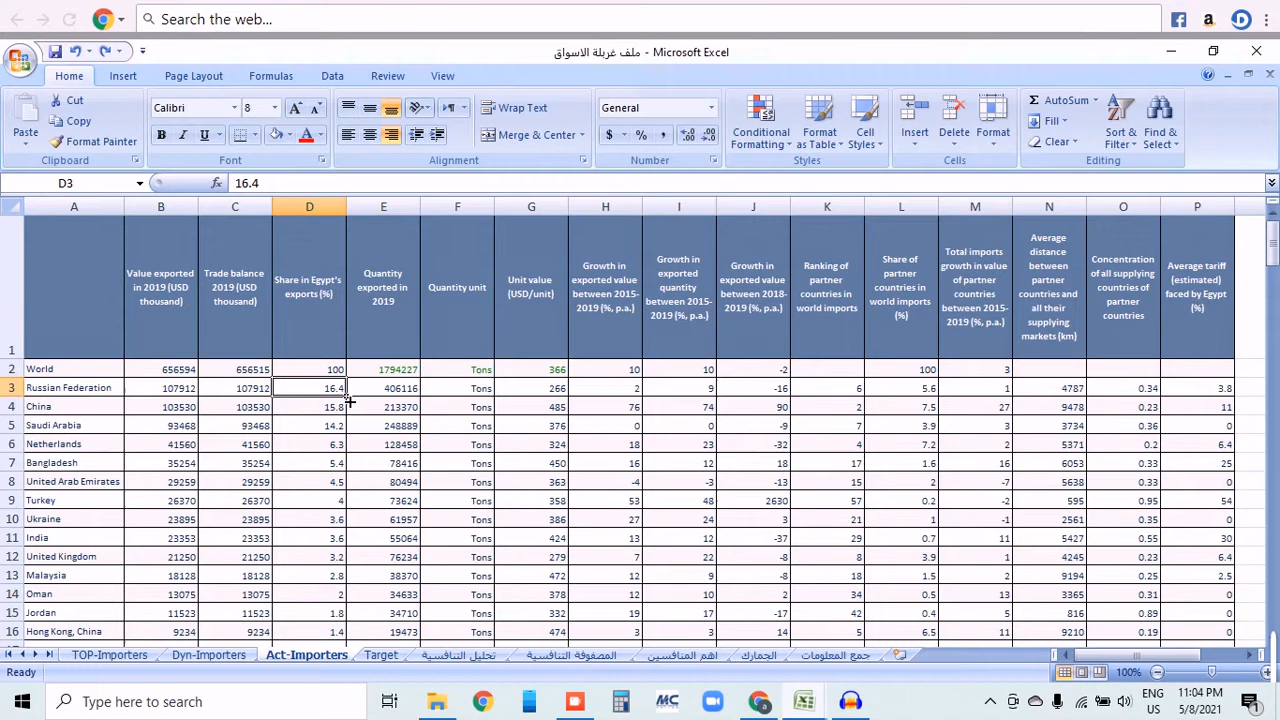 Search the web...
ملف غربلة الاسواق - Microsoft Excel
Home Insert Page Layout Formulas Data Review View
Paste Cut Copy Format Painter Clipboard
Calibri 8 B I U Font
Wrap Text Merge & Center Alignment
General $ % , Number
Conditional Formatting Format as Table Cell Styles Styles
Insert Delete Format Cells
AutoSum Fill Clear Sort & Filter Find & Select Editing
D3 fx 16.4
A B C D E F G H I J K L M N O P
1 Value exported in 2019 (USD thousand) Trade balance 2019 (USD thousand) Share in Egypt's exports (%) Quantity exported in 2019 Quantity unit Unit value (USD/unit) Growth in exported value between 2015-2019 (%, p.a.) Growth in exported quantity between 2015-2019 (%, p.a.) Growth in exported value between 2018-2019 (%, p.a.) Ranking of partner countries in world imports Share of partner countries in world imports (%) Total imports growth in value of partner countries between 2015-2019 (%, p.a.) Average distance between partner countries and all their supplying markets (km) Concentration of all supplying countries of partner countries Average tariff (estimated) faced by Egypt (%)
2 World 656594 656515 100 1794227 Tons 366 10 10 -2 100 3
3 Russian Federation 107912 107912 16.4 406116 Tons 266 2 9 -16 6 5.6 1 4787 0.34 3.8
4 China 103530 103530 15.8 213370 Tons 485 76 74 90 2 7.5 27 9478 0.23 11
5 Saudi Arabia 93468 93468 14.2 248889 Tons 376 0 0 -9 7 3.9 3 3734 0.36 0
6 Netherlands 41560 41560 6.3 128458 Tons 324 18 23 -32 4 7.2 2 5371 0.2 6.4
7 Bangladesh 35254 35254 5.4 78416 Tons 450 16 12 18 17 1.6 16 6053 0.33 25
8 United Arab Emirates 29259 29259 4.5 80494 Tons 363 -4 -3 -13 15 2 -7 5638 0.33 0
9 Turkey 26370 26370 4 73624 Tons 358 53 48 2630 57 0.2 -2 595 0.95 54
10 Ukraine 23895 23895 3.6 61957 Tons 386 27 24 3 21 1 -1 2561 0.35 0
11 India 23353 23353 3.6 55064 Tons 424 13 12 -37 29 0.7 11 5427 0.55 30
12 United Kingdom 21250 21250 3.2 76234 Tons 279 7 22 -8 8 3.9 1 4245 0.23 6.4
13 Malaysia 18128 18128 2.8 38370 Tons 472 12 9 -8 18 1.5 2 9194 0.25 2.5
14 Oman 13075 13075 2 34633 Tons 378 12 10 2 34 0.5 13 3365 0.31 0
15 Jordan 11523 11523 1.8 34710 Tons 332 19 17 -17 42 0.4 5 816 0.89 0
16 Hong Kong, China 9234 9234 1.4 19473 Tons 474 3 3 14 5 6.5 11 9210 0.19 0
TOP-Importers Dyn-Importers Act-Importers Target تحليل التنافسية المصفوفة التنافسية اهم المنافسين الجمارك جمع المعلومات
Ready 100%
Type here to search MC ENG US 11:04 PM 5/8/2021